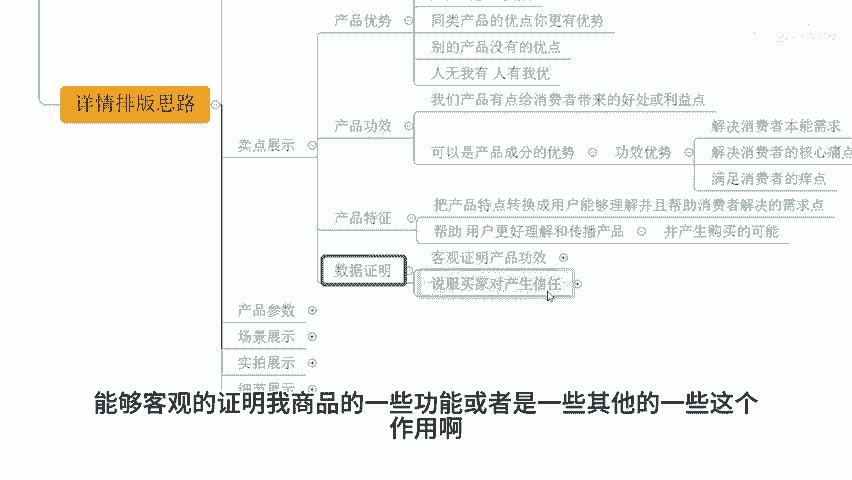 产品优势
同类产品的优点你更有优势
别的产品没有的优点
人无我有 人有我优
详情排版思路
卖点展示
产品功效
我们产品有点给消费者带来的好处或利益点
可以是产品成分的优势
功效优势
解决消费者本能需求
解决消费者的核心痛点
满足消费者的痒点
产品特征
把产品特点转换成用户能够理解并且帮助消费者解决的需求点
帮助 用户更好理解和传播产品
并产生购买的可能
数据证明
客观证明产品功效
说服买家对产生信任
产品参数
场景展示
实拍展示
细节展示
能够客观的证明我商品的一些功能或者是一些其他的一些这个
作用啊